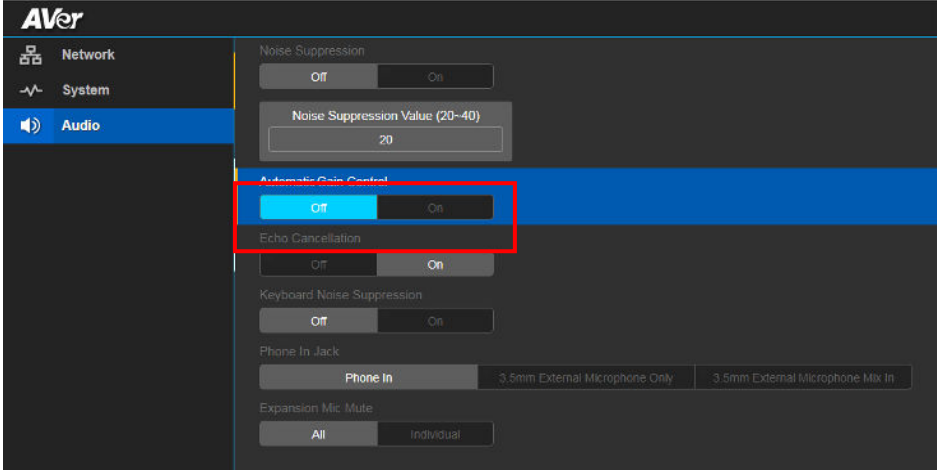 AVer
Network
System
Audio
Noise Suppression
Off On
Noise Suppression Value (20~40)
20
Automatic Gain Control
Off On
Echo Cancellation
Off On
Keyboard Noise Suppression
Off On
Phone In Jack
Phone In 3.5mm External Microphone Only 3.5mm External Microphone Mix In
Expansion Mic Mute
All Individual